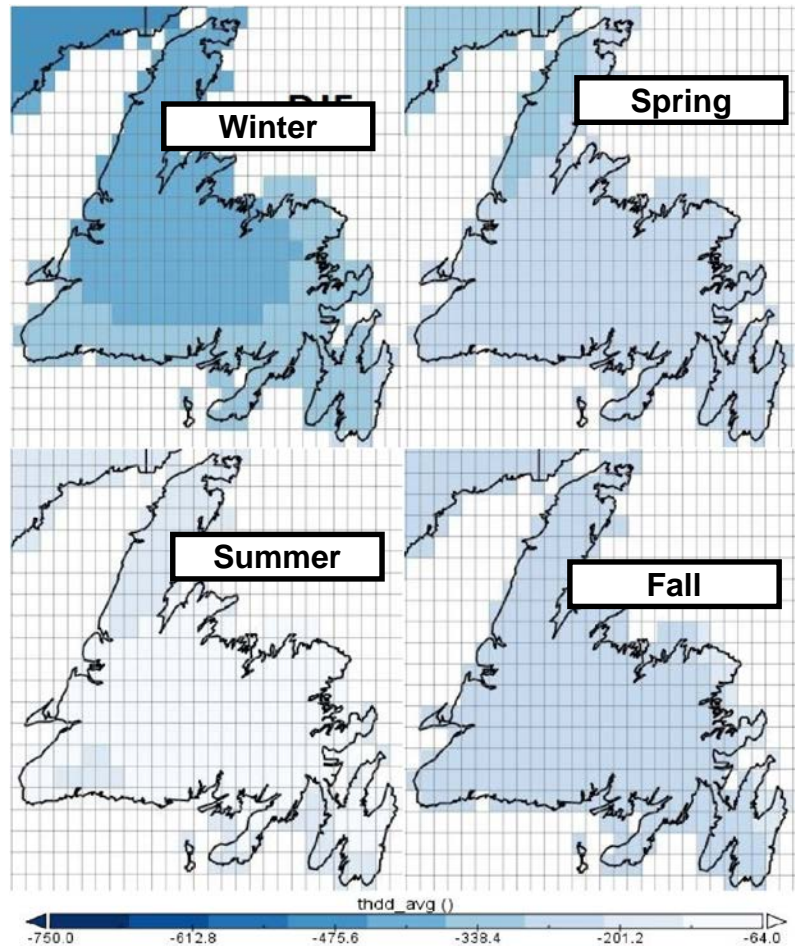 Winter
Spring
Summer
Fall
thdd_avg ()
-750.0 -612.8 -475.6 -338.4 -201.2 -64.0